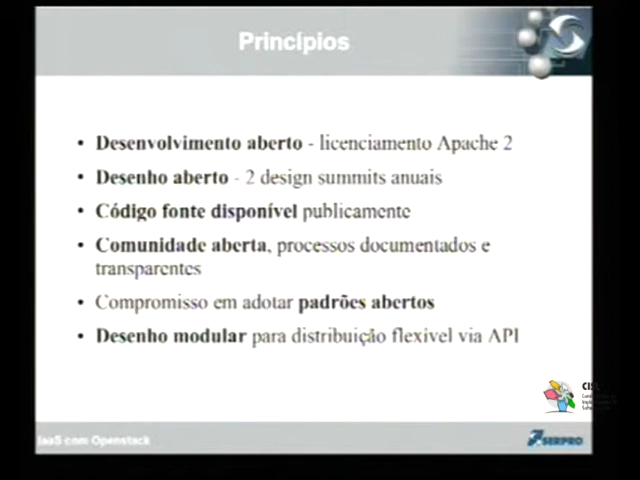 Princípios
• Desenvolvimento aberto - licenciamento Apache 2
• Desenho aberto - 2 design summits anuais
• Código fonte disponível publicamente
• Comunidade aberta, processos documentados e
transparentes
• Compromisso em adotar padrões abertos
• Desenho modular para distribuição flexível via API
IaaS com Openstack
SERPRO